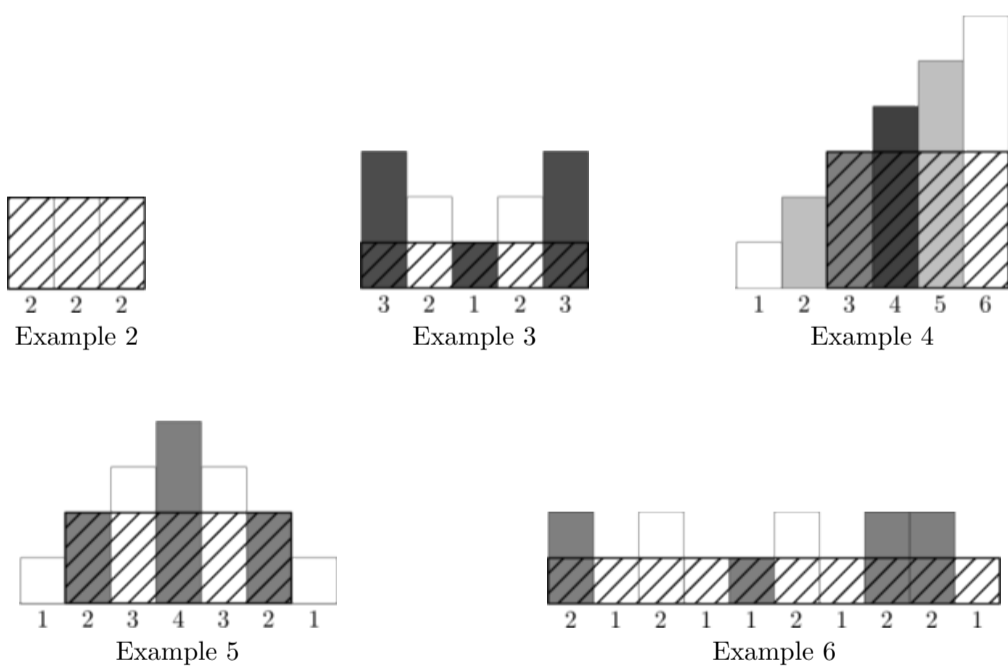 2 2 2
Example 2
3 2 1 2 3
Example 3
1 2 3 4 5 6
Example 4
1 2 3 4 3 2 1
Example 5
2 1 2 1 1 2 1 2 2 1
Example 6